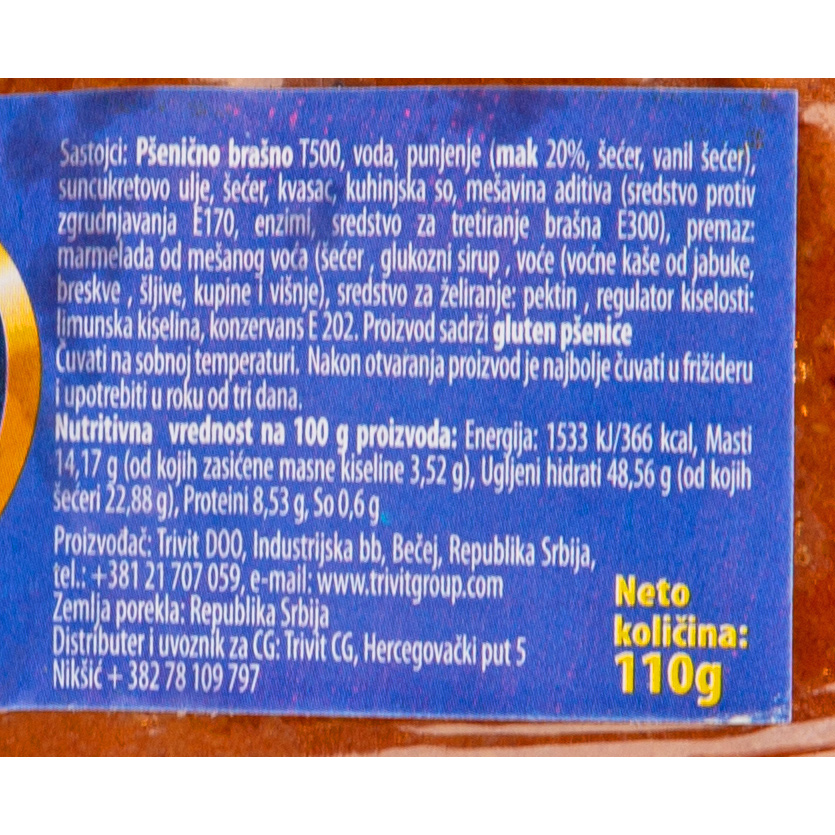 Sastojci: Pšenično brašno T500, voda, punjenje (mak 20%, šećer, vanil šećer),
suncukretovo ulje, šećer, kvasac, kuhinjska so, mešavina aditiva (sredstvo protiv
zgrudnjavanja E170, enzimi, sredstvo za tretiranje brašna E300), premaz:
marmelada od mešanog voća (šećer , glukozni sirup , voće (voćne kaše od jabuke,
breskve , šljive, kupine i višnje), sredstvo za želiranje: pektin , regulator kiselosti:
limunska kiselina, konzervans E 202. Proizvod sadrži gluten pšenice
Čuvati na sobnoj temperaturi. Nakon otvaranja proizvod je najbolje čuvati u frižideru
i upotrebiti u roku od tri dana.
Nutritivna vrednost na 100 g proizvoda: Energija: 1533 kJ/366 kcal, Masti
14,17 g (od kojih zasićene masne kiseline 3,52 g), Ugljeni hidrati 48,56 g (od kojih
šećeri 22,88 g), Proteini 8,53 g, So 0,6 g
Proizvođač: Trivit DOO, Industrijska bb, Bečej, Republika Srbija,
tel.: +381 21 707 059, e-mail: www.trivitgroup.com
Zemlja porekla: Republika Srbija
Distributer i uvoznik za CG: Trivit CG, Hercegovački put 5
Nikšić + 382 78 109 797
Neto
količina:
110g